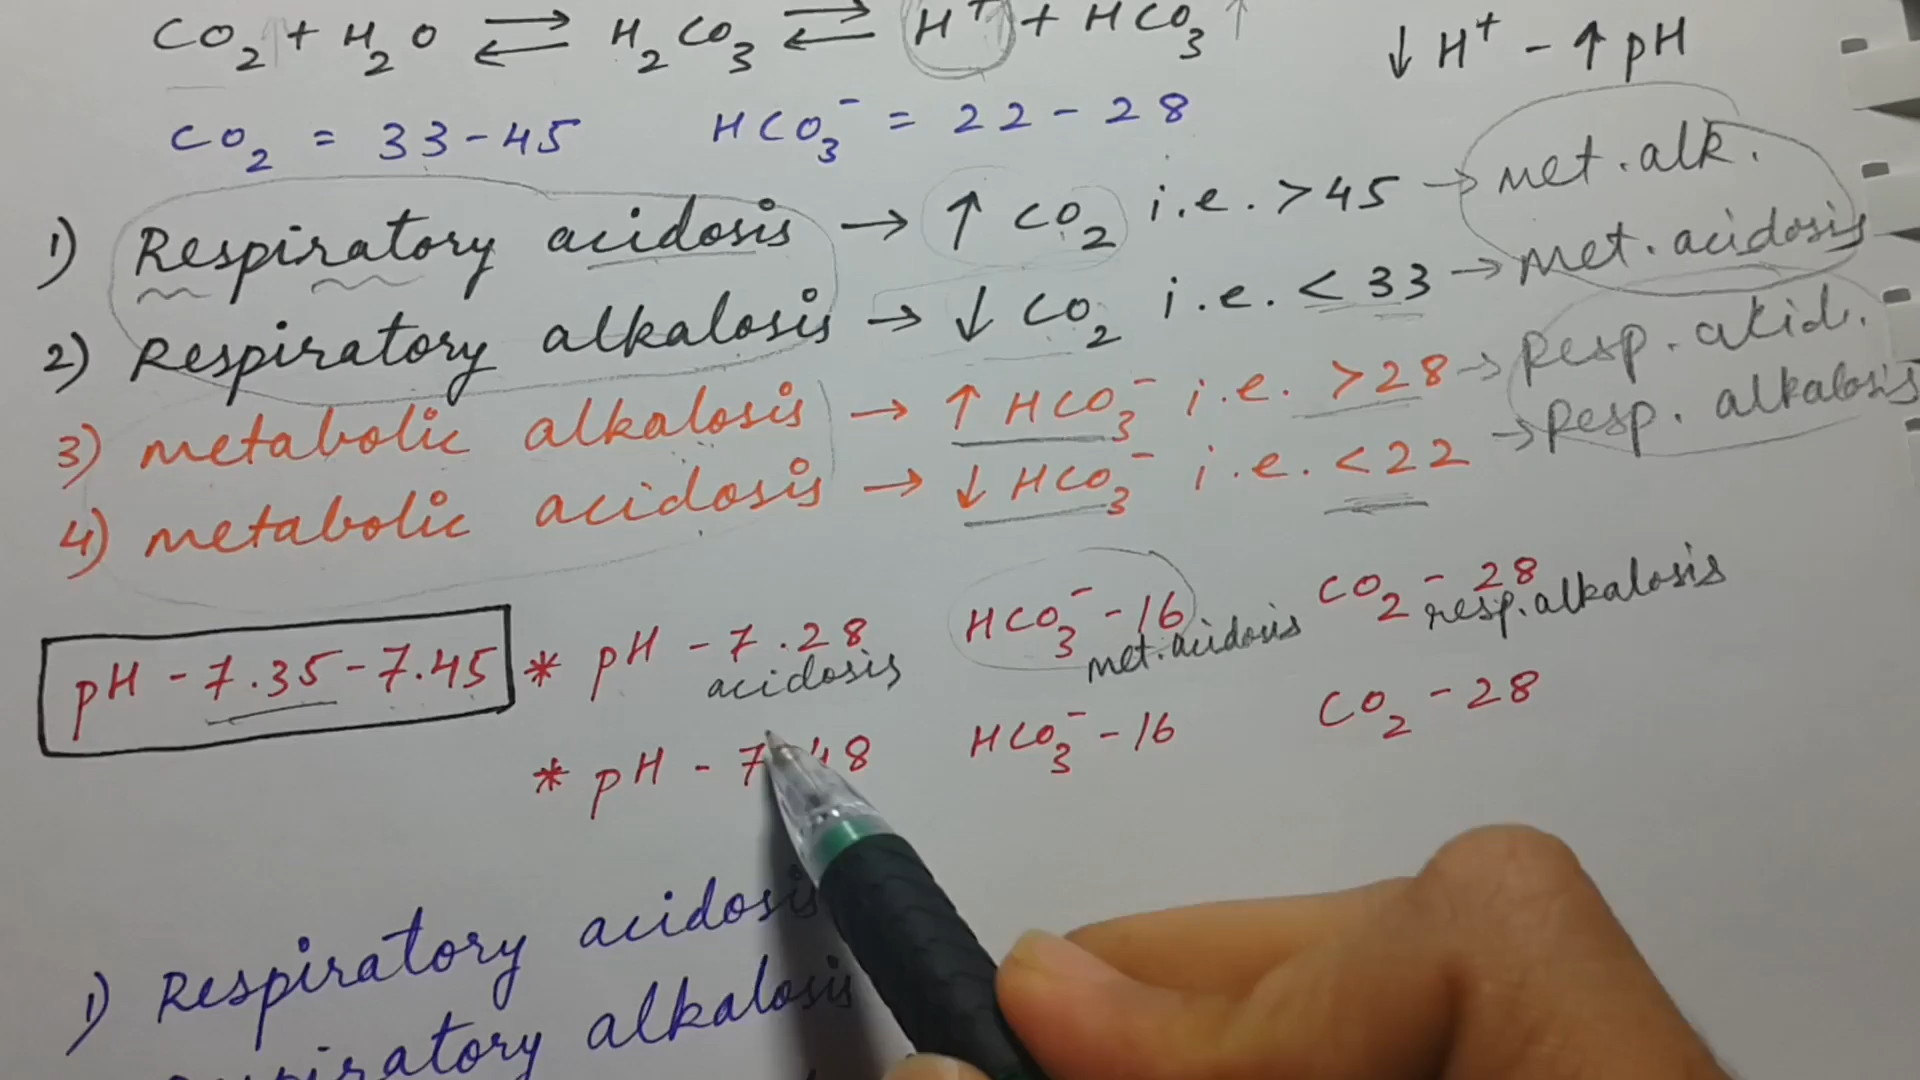 CO₂ + H₂O ⇌ H₂CO₃ ⇌ H⁺ + HCO₃⁻ ↑
↓ H⁺ - ↑ pH
CO₂ = 33-45 HCO₃⁻ = 22-28
1) Respiratory acidosis → ↑ CO₂ i.e. >45 → met. alk.
2) Respiratory alkalosis → ↓ CO₂ i.e. <33 → met. acidosis
3) metabolic alkalosis → ↑ HCO₃⁻ i.e. >28 → Resp. acid.
4) metabolic acidosis → ↓ HCO₃⁻ i.e. <22 → Resp. alkalosis
pH - 7.35-7.45 * pH - 7.28 HCO₃⁻ - 16 CO₂ - 28
acidosis met. acidosis resp. alkalosis
* pH - 7.48 HCO₃⁻ - 16 CO₂ - 28
1) Respiratory acidosis
Respiratory alkalosis